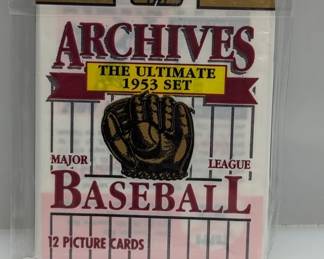 ARCHIVES
THE ULTIMATE
1953 SET
MAJOR LEAGUE
BASEBALL
12 PICTURE CARDS